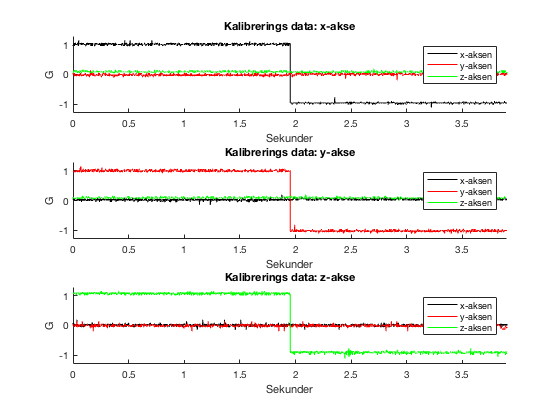 Kalibrerings data: x-akse
G
1
0
-1
x-aksen
y-aksen
z-aksen
0 0.5 1 1.5 2 2.5 3 3.5
Sekunder
Kalibrerings data: y-akse
G
1
0
-1
x-aksen
y-aksen
z-aksen
0 0.5 1 1.5 2 2.5 3 3.5
Sekunder
Kalibrerings data: z-akse
G
1
0
-1
x-aksen
y-aksen
z-aksen
0 0.5 1 1.5 2 2.5 3 3.5
Sekunder